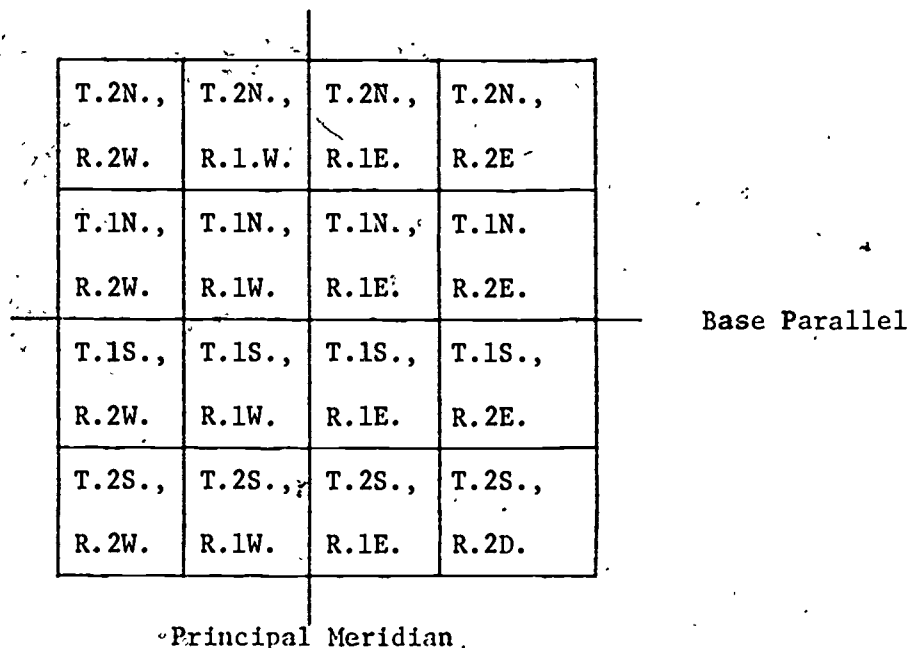 T.2N., T.2N., T.2N., T.2N.,
R.2W. R.1.W. R.1E. R.2E
T.1N., T.1N., T.1N., T.1N.
R.2W. R.1W. R.1E. R.2E.
Base Parallel
T.1S., T.1S., T.1S., T.1S.,
R.2W. R.1W. R.1E. R.2E.
T.2S., T.2S., T.2S., T.2S.,
R.2W. R.1W. R.1E. R.2D.
Principal Meridian